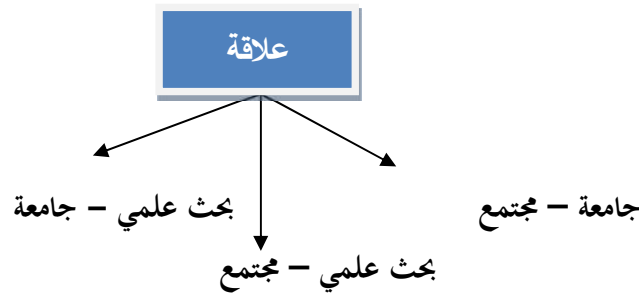 علاقة
جامعة – مجتمع
بحث علمي – جامعة
بحث علمي – مجتمع